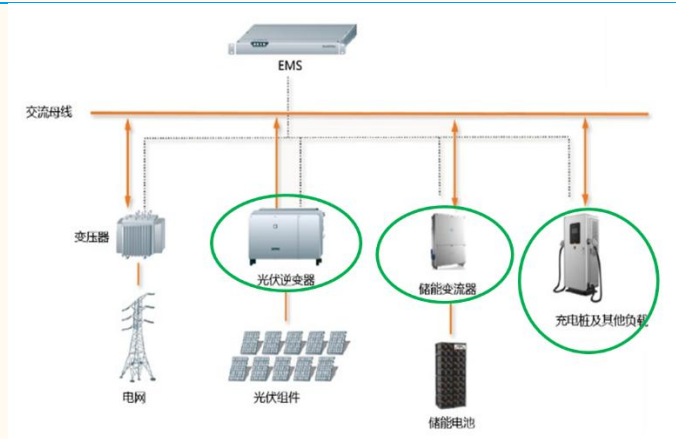 EMS
交流母线
变压器
光伏逆变器
储能变流器
充电桩及其他负载
电网
光伏组件
储能电池